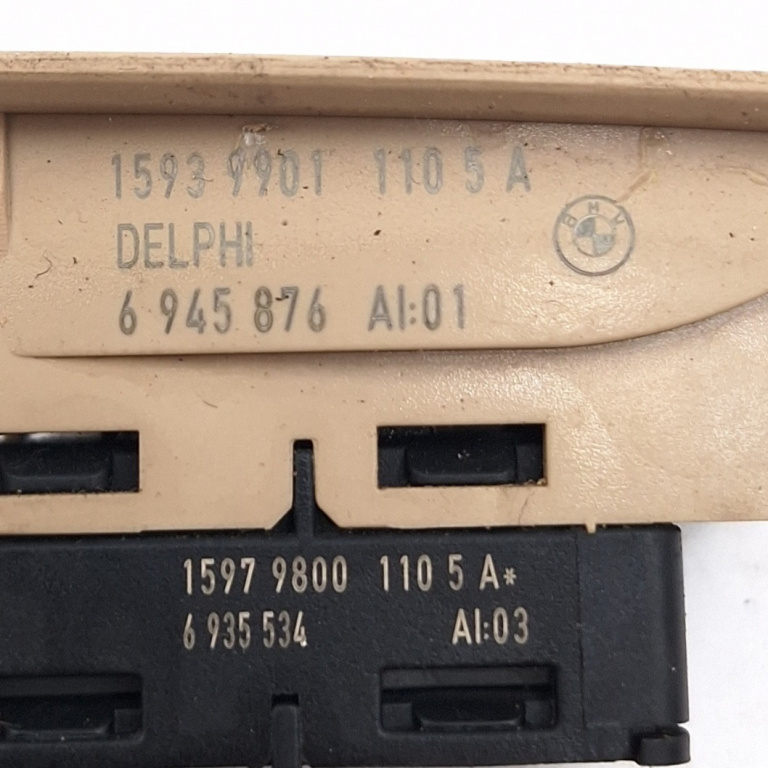 1593 9901 110 5 A
DELPHI
BMW
6 945 876 AI:01
1597 9800 110 5 A*
6 935 534 AI:03